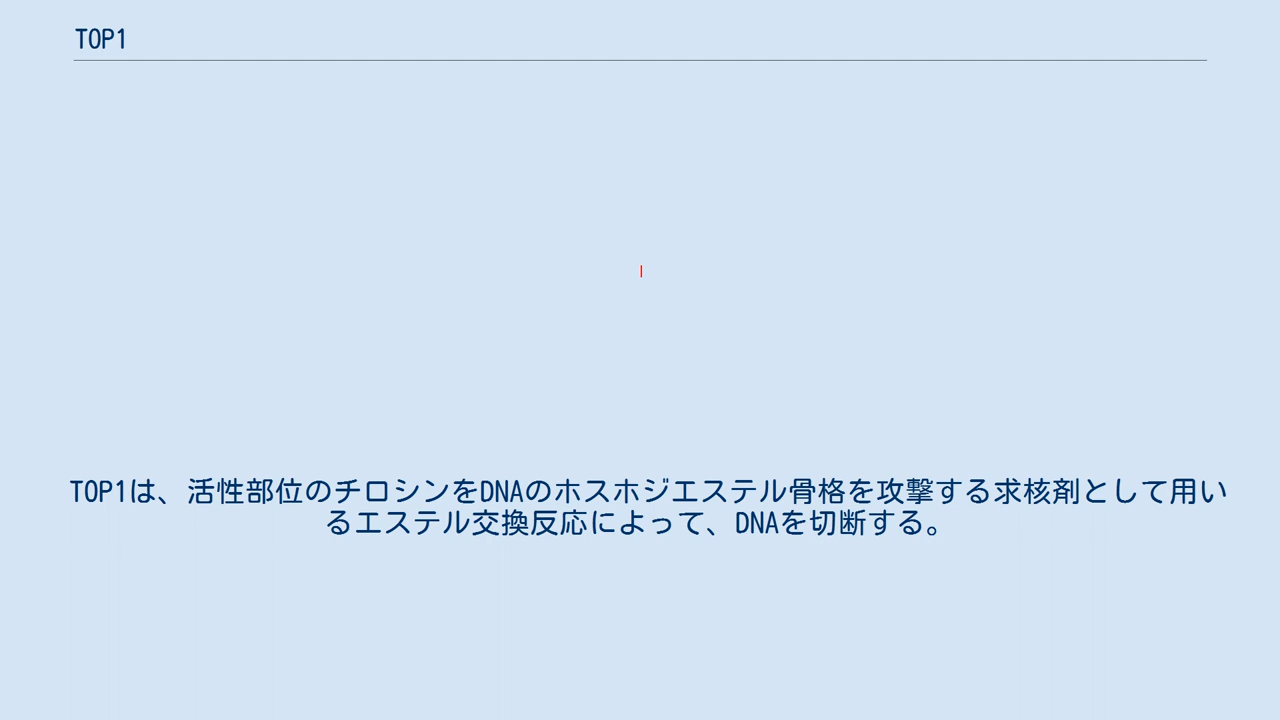 TOP1
TOP1は、活性部位のチロシンをDNAのホスホジエステル骨格を攻撃する求核剤として用い
るエステル交換反応によって、DNAを切断する。